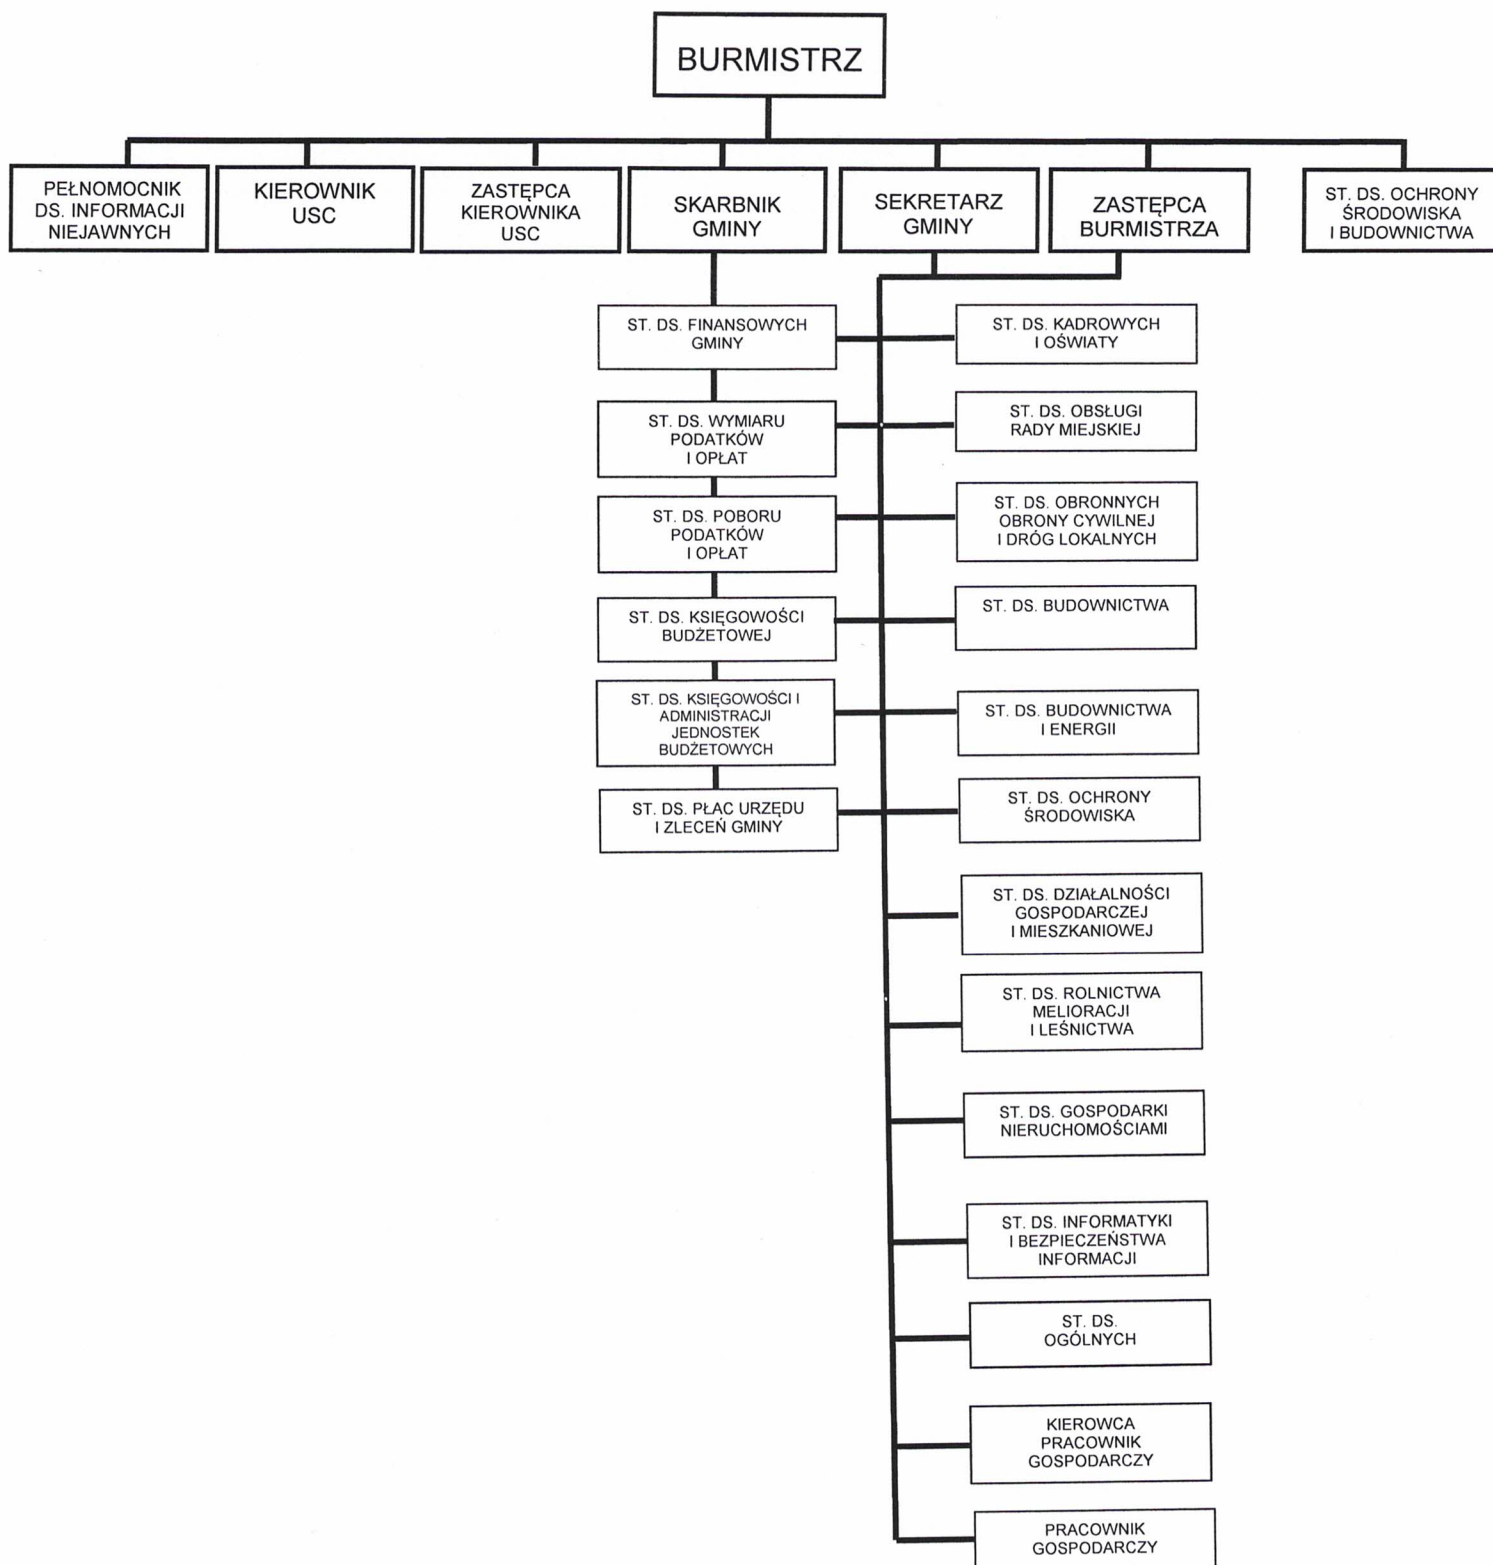 BURMISTRZ
PEŁNOMOCNIK
DS. INFORMACJI
NIEJAWNYCH
KIEROWNIK
USC
ZASTĘPCA
KIEROWNIKA
USC
SKARBNIK
GMINY
SEKRETARZ
GMINY
ZASTĘPCA
BURMISTRZA
ST. DS. OCHRONY
ŚRODOWISKA
I BUDOWNICTWA
ST. DS. FINANSOWYCH
GMINY
ST. DS. WYMIARU
PODATKÓW
I OPŁAT
ST. DS. POBORU
PODATKÓW
I OPŁAT
ST. DS. KSIĘGOWOŚCI
BUDŻETOWEJ
ST. DS. KSIĘGOWOŚCI I
ADMINISTRACJI
JEDNOSTEK
BUDŻETOWYCH
ST. DS. PŁAC URZĘDU
I ZLECEŃ GMINY
ST. DS. KADROWYCH
I OŚWIATY
ST. DS. OBSŁUGI
RADY MIEJSKIEJ
ST. DS. OBRONNYCH
OBRONY CYWILNEJ
I DRÓG LOKALNYCH
ST. DS. BUDOWNICTWA
ST. DS. BUDOWNICTWA
I ENERGII
ST. DS. OCHRONY
ŚRODOWISKA
ST. DS. DZIAŁALNOŚCI
GOSPODARCZEJ
I MIESZKANIOWEJ
ST. DS. ROLNICTWA
MELIORACJI
I LEŚNICTWA
ST. DS. GOSPODARKI
NIERUCHOMOŚCIAMI
ST. DS. INFORMATYKI
I BEZPIECZEŃSTWA
INFORMACJI
ST. DS.
OGÓLNYCH
KIEROWCA
PRACOWNIK
GOSPODARCZY
PRACOWNIK
GOSPODARCZY